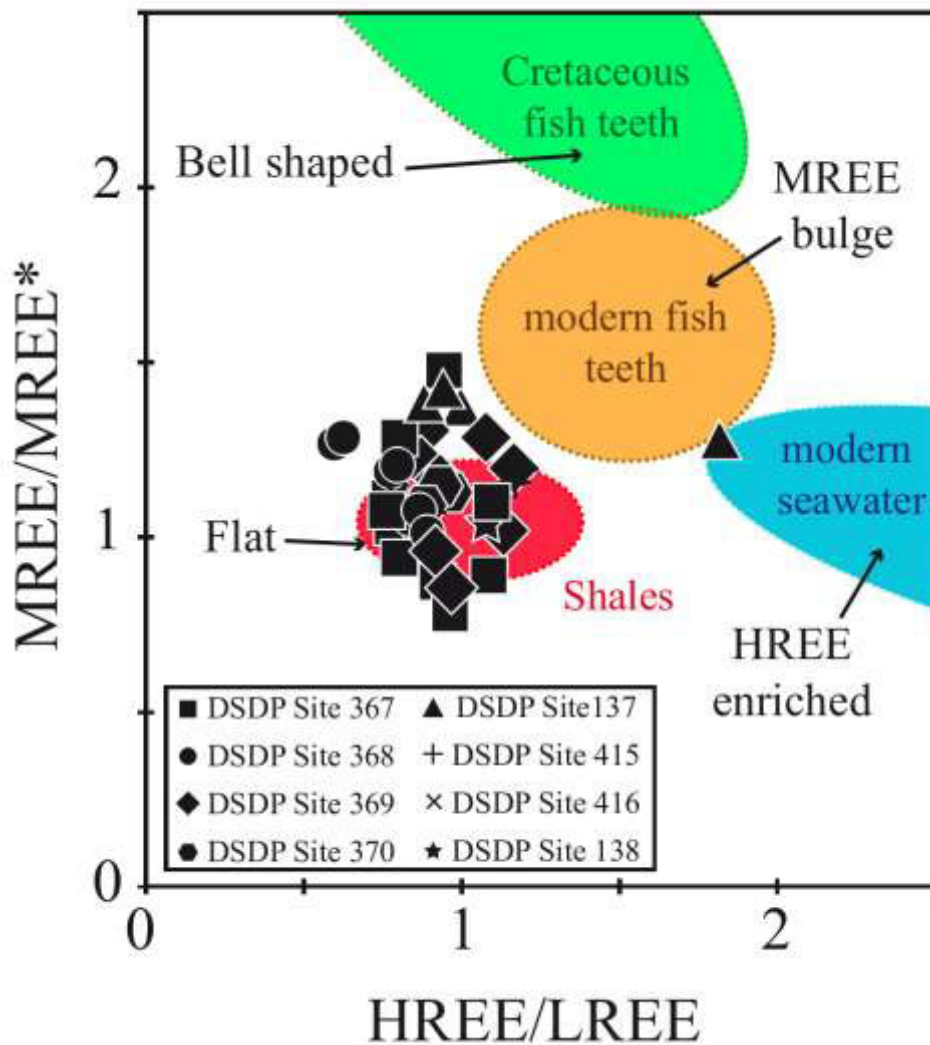 Cretaceous
fish teeth
Bell shaped
2
MREE
bulge
modern fish
teeth
MREE/MREE*
modern
seawater
1
Flat
Shales
HREE
enriched
■ DSDP Site 367
▲ DSDP Site137
● DSDP Site 368
+ DSDP Site 415
◆ DSDP Site 369
× DSDP Site 416
⬣ DSDP Site 370
★ DSDP Site 138
0
0
1
2
HREE/LREE